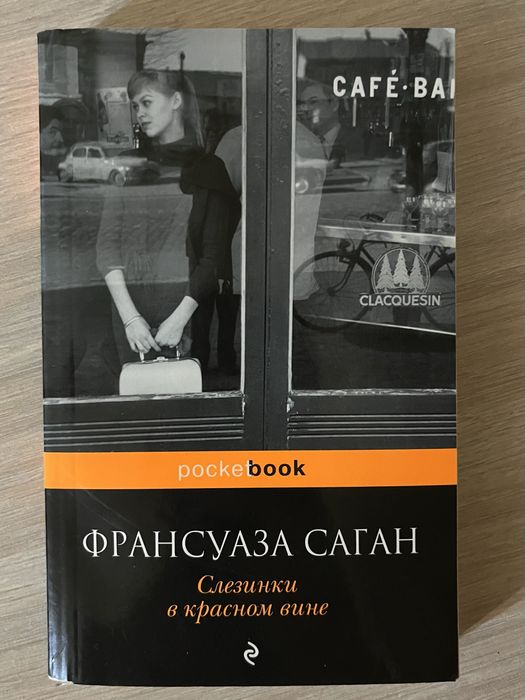 CAFÉ·BA
CLACQUESIN
pocketbook
ФРАНСУАЗА САГАН
Слезинки
в красном вине